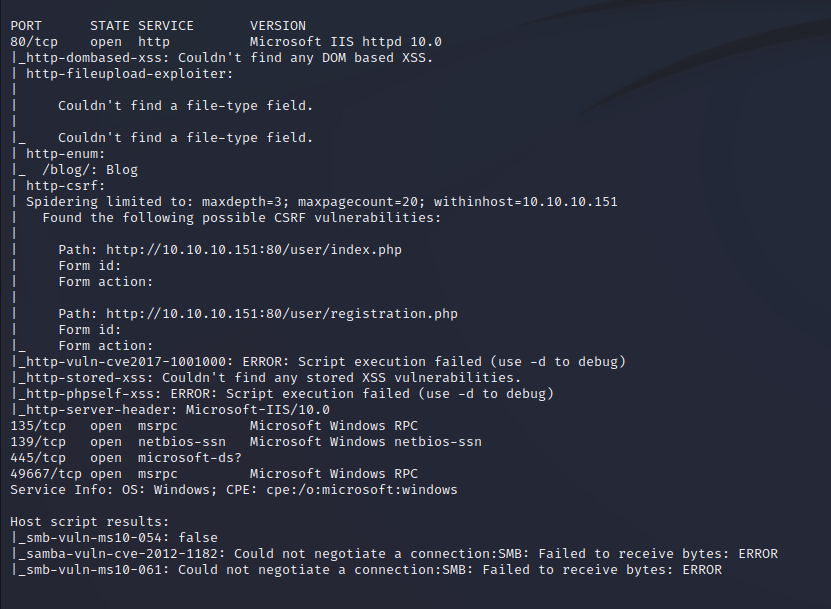 PORT      STATE SERVICE       VERSION
80/tcp    open  http          Microsoft IIS httpd 10.0
|_http-dombased-xss: Couldn't find any DOM based XSS.
| http-fileupload-exploiter:
|
|     Couldn't find a file-type field.
|
|_    Couldn't find a file-type field.
| http-enum:
|_  /blog/: Blog
| http-csrf:
| Spidering limited to: maxdepth=3; maxpagecount=20; withinhost=10.10.10.151
|   Found the following possible CSRF vulnerabilities:
|
|     Path: http://10.10.10.151:80/user/index.php
|     Form id:
|     Form action:
|
|     Path: http://10.10.10.151:80/user/registration.php
|     Form id:
|_    Form action:
|_http-vuln-cve2017-1001000: ERROR: Script execution failed (use -d to debug)
|_http-stored-xss: Couldn't find any stored XSS vulnerabilities.
|_http-phpself-xss: ERROR: Script execution failed (use -d to debug)
|_http-server-header: Microsoft-IIS/10.0
135/tcp   open  msrpc         Microsoft Windows RPC
139/tcp   open  netbios-ssn   Microsoft Windows netbios-ssn
445/tcp   open  microsoft-ds?
49667/tcp open  msrpc         Microsoft Windows RPC
Service Info: OS: Windows; CPE: cpe:/o:microsoft:windows

Host script results:
|_smb-vuln-ms10-054: false
|_samba-vuln-cve-2012-1182: Could not negotiate a connection:SMB: Failed to receive bytes: ERROR
|_smb-vuln-ms10-061: Could not negotiate a connection:SMB: Failed to receive bytes: ERROR